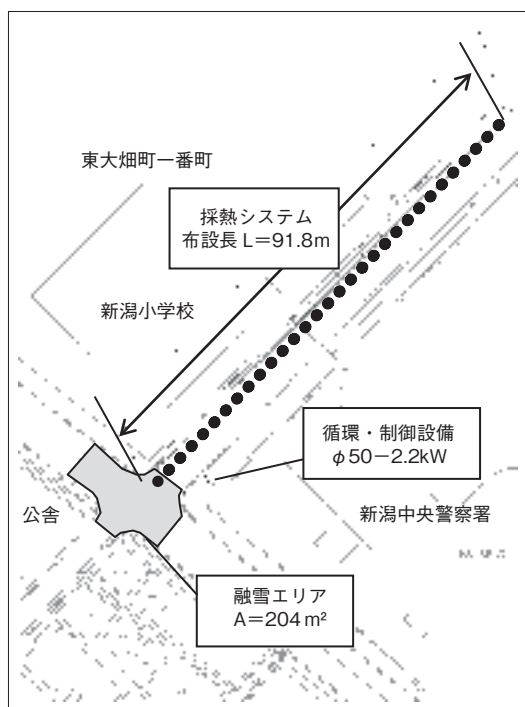 東大畑町一番町
採熱システム
布設長 L=91.8m
新潟小学校
循環・制御設備
φ50-2.2kW
公舎
新潟中央警察署
融雪エリア
A=204㎡